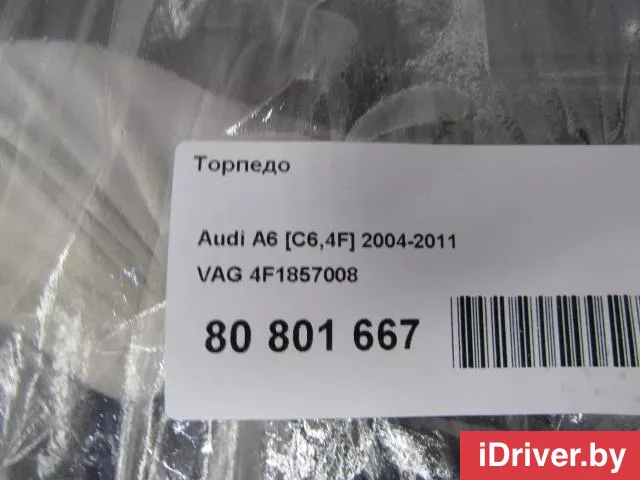 Торпедо
Audi A6 [C6,4F] 2004-2011
VAG 4F1857008
80 801 667
iDriver.by